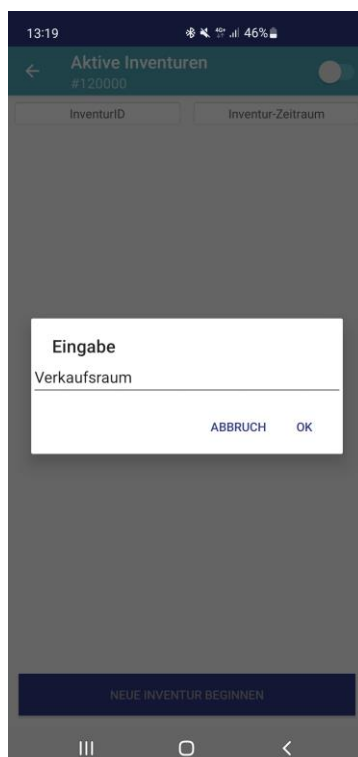 13:19 46%
Aktive Inventuren
#120000
InventurID Inventur-Zeitraum
Eingabe
Verkaufsraum
ABBRUCH OK
NEUE INVENTUR BEGINNEN